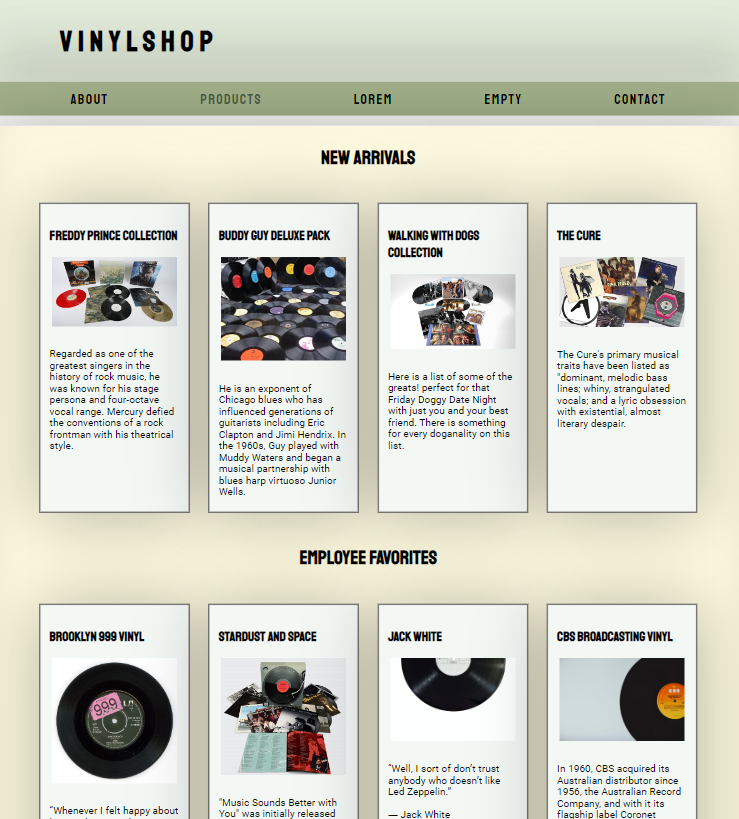 VINYLSHOP
ABOUT PRODUCTS LOREM EMPTY CONTACT
NEW ARRIVALS
FREDDY PRINCE COLLECTION
Regarded as one of the
greatest singers in the
history of rock music, he
was known for his stage
persona and four-octave
vocal range. Mercury defied
the conventions of a rock
frontman with his theatrical
style.
BUDDY GUY DELUXE PACK
He is an exponent of
Chicago blues who has
influenced generations of
guitarists including Eric
Clapton and Jimi Hendrix. In
the 1960s, Guy played with
Muddy Waters and began a
musical partnership with
blues harp virtuoso Junior
Wells.
WALKING WITH DOGS
COLLECTION
Here is a list of some of the
greats! perfect for that
Friday Doggy Date Night
with just you and your best
friend. There is something
for every doganality on this
list.
THE CURE
The Cure's primary musical
traits have been listed as
"dominant, melodic bass
lines; whiny, strangulated
vocals; and a lyric obsession
with existential, almost
literary despair.
EMPLOYEE FAVORITES
BROOKLYN 999 VINYL
999
“Whenever I felt happy about
STARDUST AND SPACE
"Music Sounds Better with
You" was initially released
JACK WHITE
“Well, I sort of don’t trust
anybody who doesn’t like
Led Zeppelin.”
― Jack White
CBS BROADCASTING VINYL
In 1960, CBS acquired its
Australian distributor since
1956, the Australian Record
Company, and with it its
flagship label Coronet